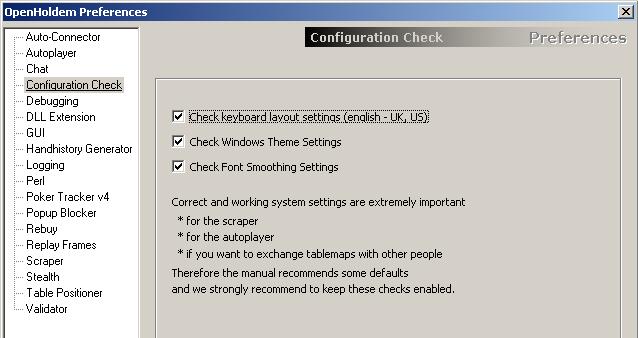 OpenHoldem Preferences
Auto-Connector
Autoplayer
Chat
Configuration Check
Debugging
DLL Extension
GUI
Handhistory Generator
Logging
Perl
Poker Tracker v4
Popup Blocker
Rebuy
Replay Frames
Scraper
Stealth
Table Positioner
Validator
Configuration Check
Preferences
Check keyboard layout settings (english - UK, US)
Check Windows Theme Settings
Check Font Smoothing Settings
Correct and working system settings are extremely important
* for the scraper
* for the autoplayer
* if you want to exchange tablemaps with other people
Therefore the manual recommends some defaults
and we strongly recommend to keep these checks enabled.